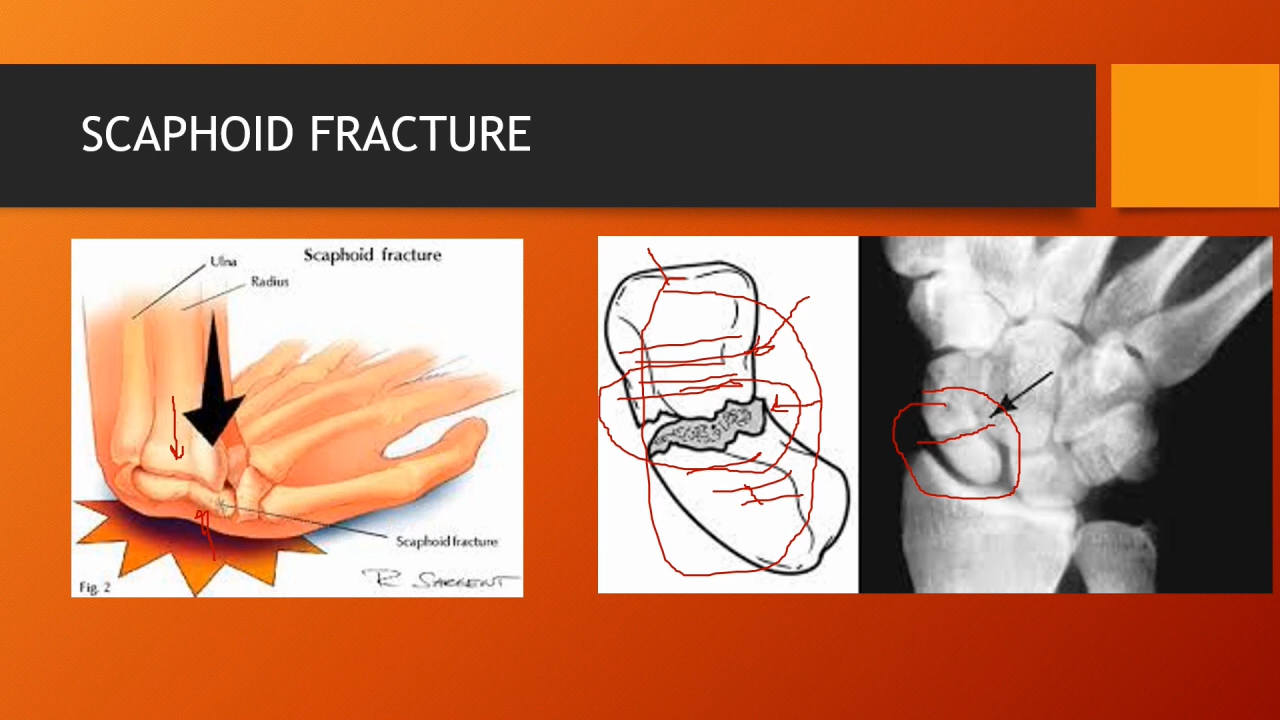 SCAPHOID FRACTURE
Scaphoid fracture
Ulna
Radius
Scaphoid fracture
R SARGENT
Fig. 2